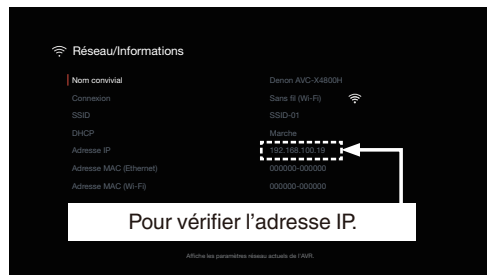 Réseau/Informations
Nom convivial Denon AVC-X4800H
Connexion Sans fil (Wi-Fi)
SSID SSID-01
DHCP Marche
Adresse IP 192.168.100.19
Adresse MAC (Ethernet) 000000-000000
Adresse MAC (Wi-Fi) 000000-000000
Pour vérifier l'adresse IP.
Affiche les paramètres réseau actuels de l'AVR.